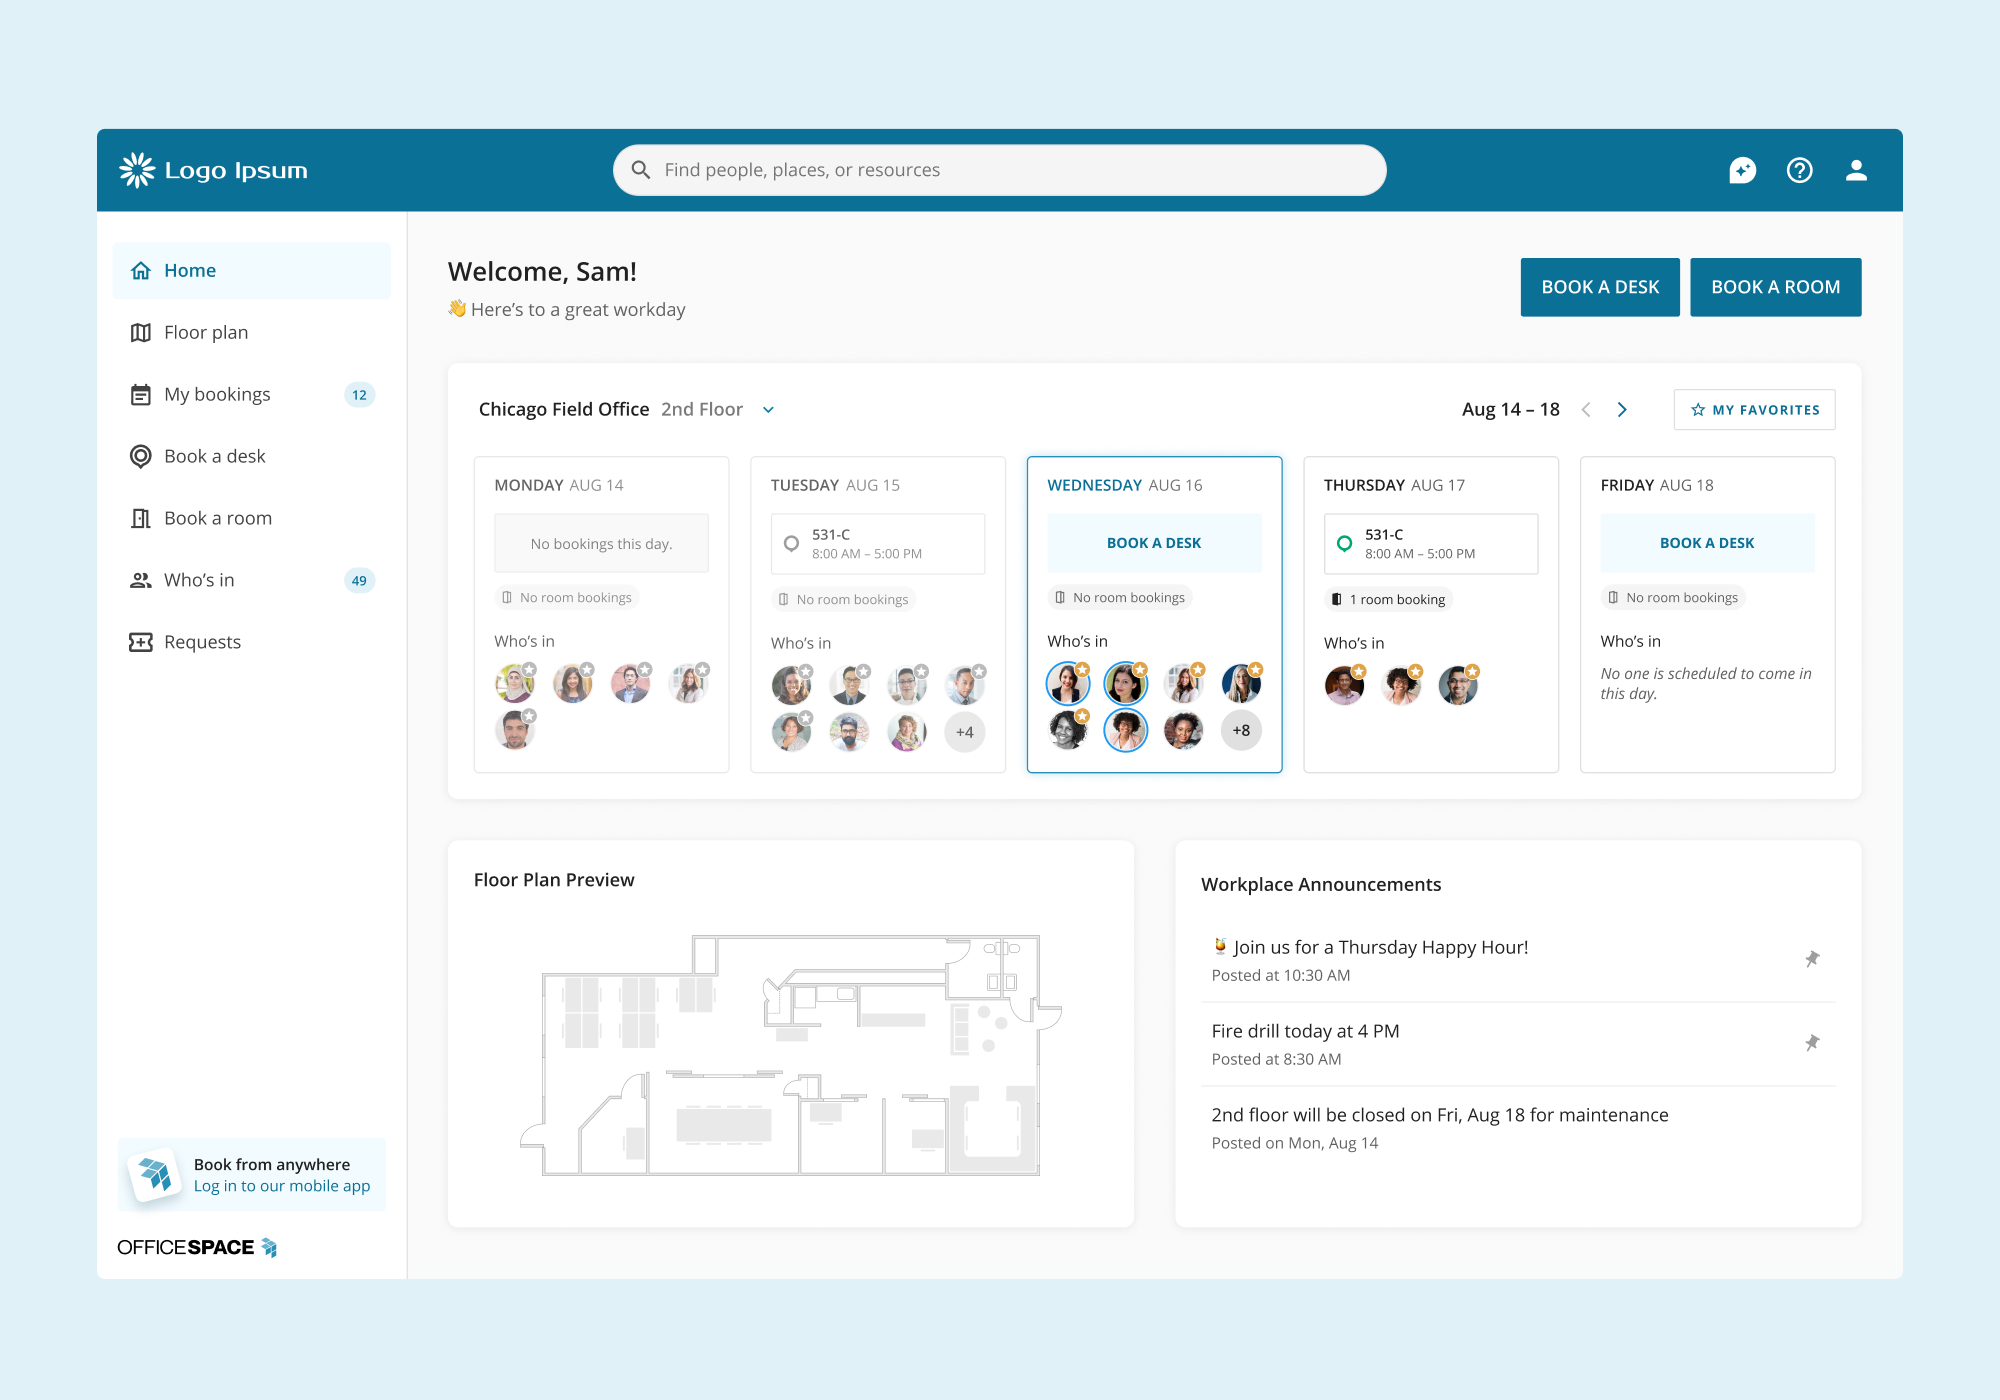 Logo Ipsum
Find people, places, or resources
Home
Floor plan
My bookings 12
Book a desk
Book a room
Who's in 49
Requests
Book from anywhere
Log in to our mobile app
OFFICESPACE
Welcome, Sam!
👋 Here's to a great workday
BOOK A DESK
BOOK A ROOM
Chicago Field Office 2nd Floor
Aug 14 – 18
MY FAVORITES
MONDAY AUG 14
No bookings this day.
No room bookings
Who's in
TUESDAY AUG 15
531-C
8:00 AM – 5:00 PM
No room bookings
Who's in
+4
WEDNESDAY AUG 16
BOOK A DESK
No room bookings
Who's in
+8
THURSDAY AUG 17
531-C
8:00 AM – 5:00 PM
1 room booking
Who's in
FRIDAY AUG 18
BOOK A DESK
No room bookings
Who's in
No one is scheduled to come in
this day.
Floor Plan Preview
Workplace Announcements
🍹 Join us for a Thursday Happy Hour!
Posted at 10:30 AM
Fire drill today at 4 PM
Posted at 8:30 AM
2nd floor will be closed on Fri, Aug 18 for maintenance
Posted on Mon, Aug 14